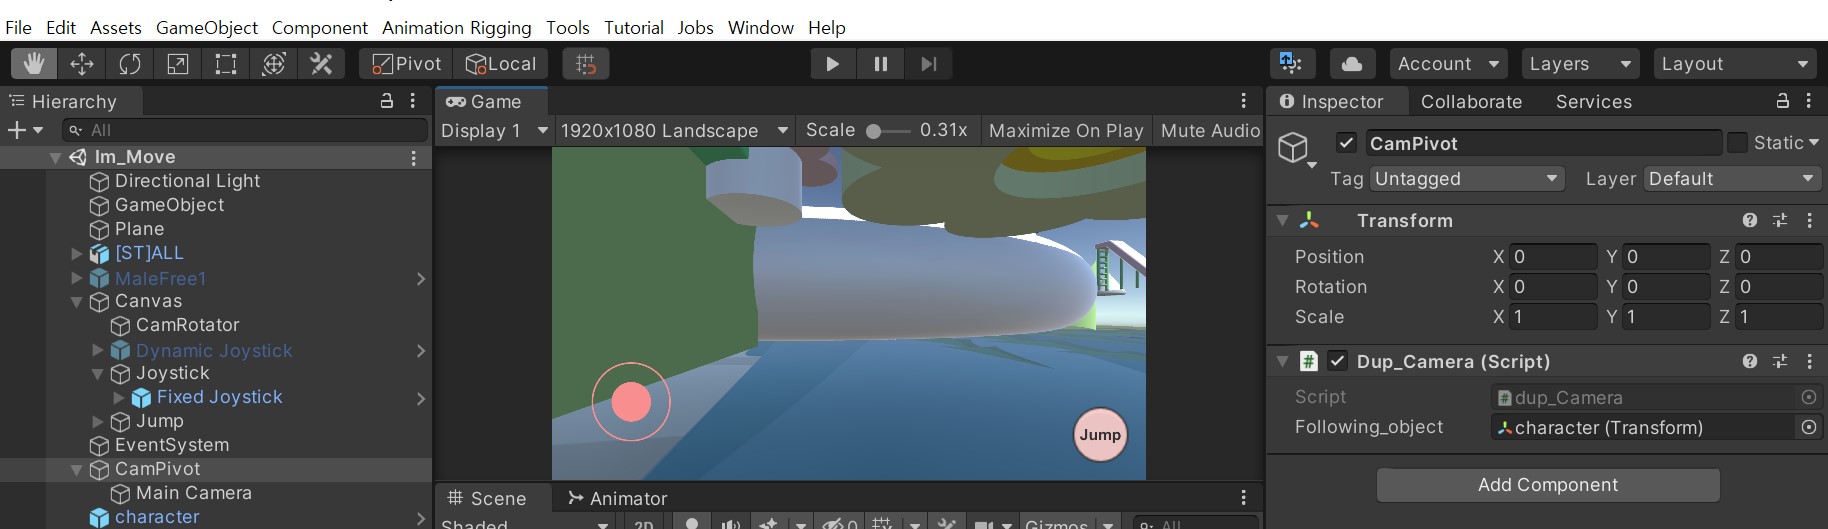 File Edit Assets GameObject Component Animation Rigging Tools Tutorial Jobs Window Help
Pivot Local Account Layers Layout
Hierarchy
All
Im_Move
Directional Light
GameObject
Plane
[ST]ALL
MaleFree1
Canvas
CamRotator
Dynamic Joystick
Joystick
Fixed Joystick
Jump
EventSystem
CamPivot
Main Camera
character
Game
Display 1 1920x1080 Landscape Scale 0.31x Maximize On Play Mute Audio
Jump
Scene Animator
Shaded 2D 0 Gizmos All
Inspector Collaborate Services
CamPivot Static
Tag Untagged Layer Default
Transform
Position X 0 Y 0 Z 0
Rotation X 0 Y 0 Z 0
Scale X 1 Y 1 Z 1
# Dup_Camera (Script)
Script # dup_Camera
Following_object character (Transform)
Add Component